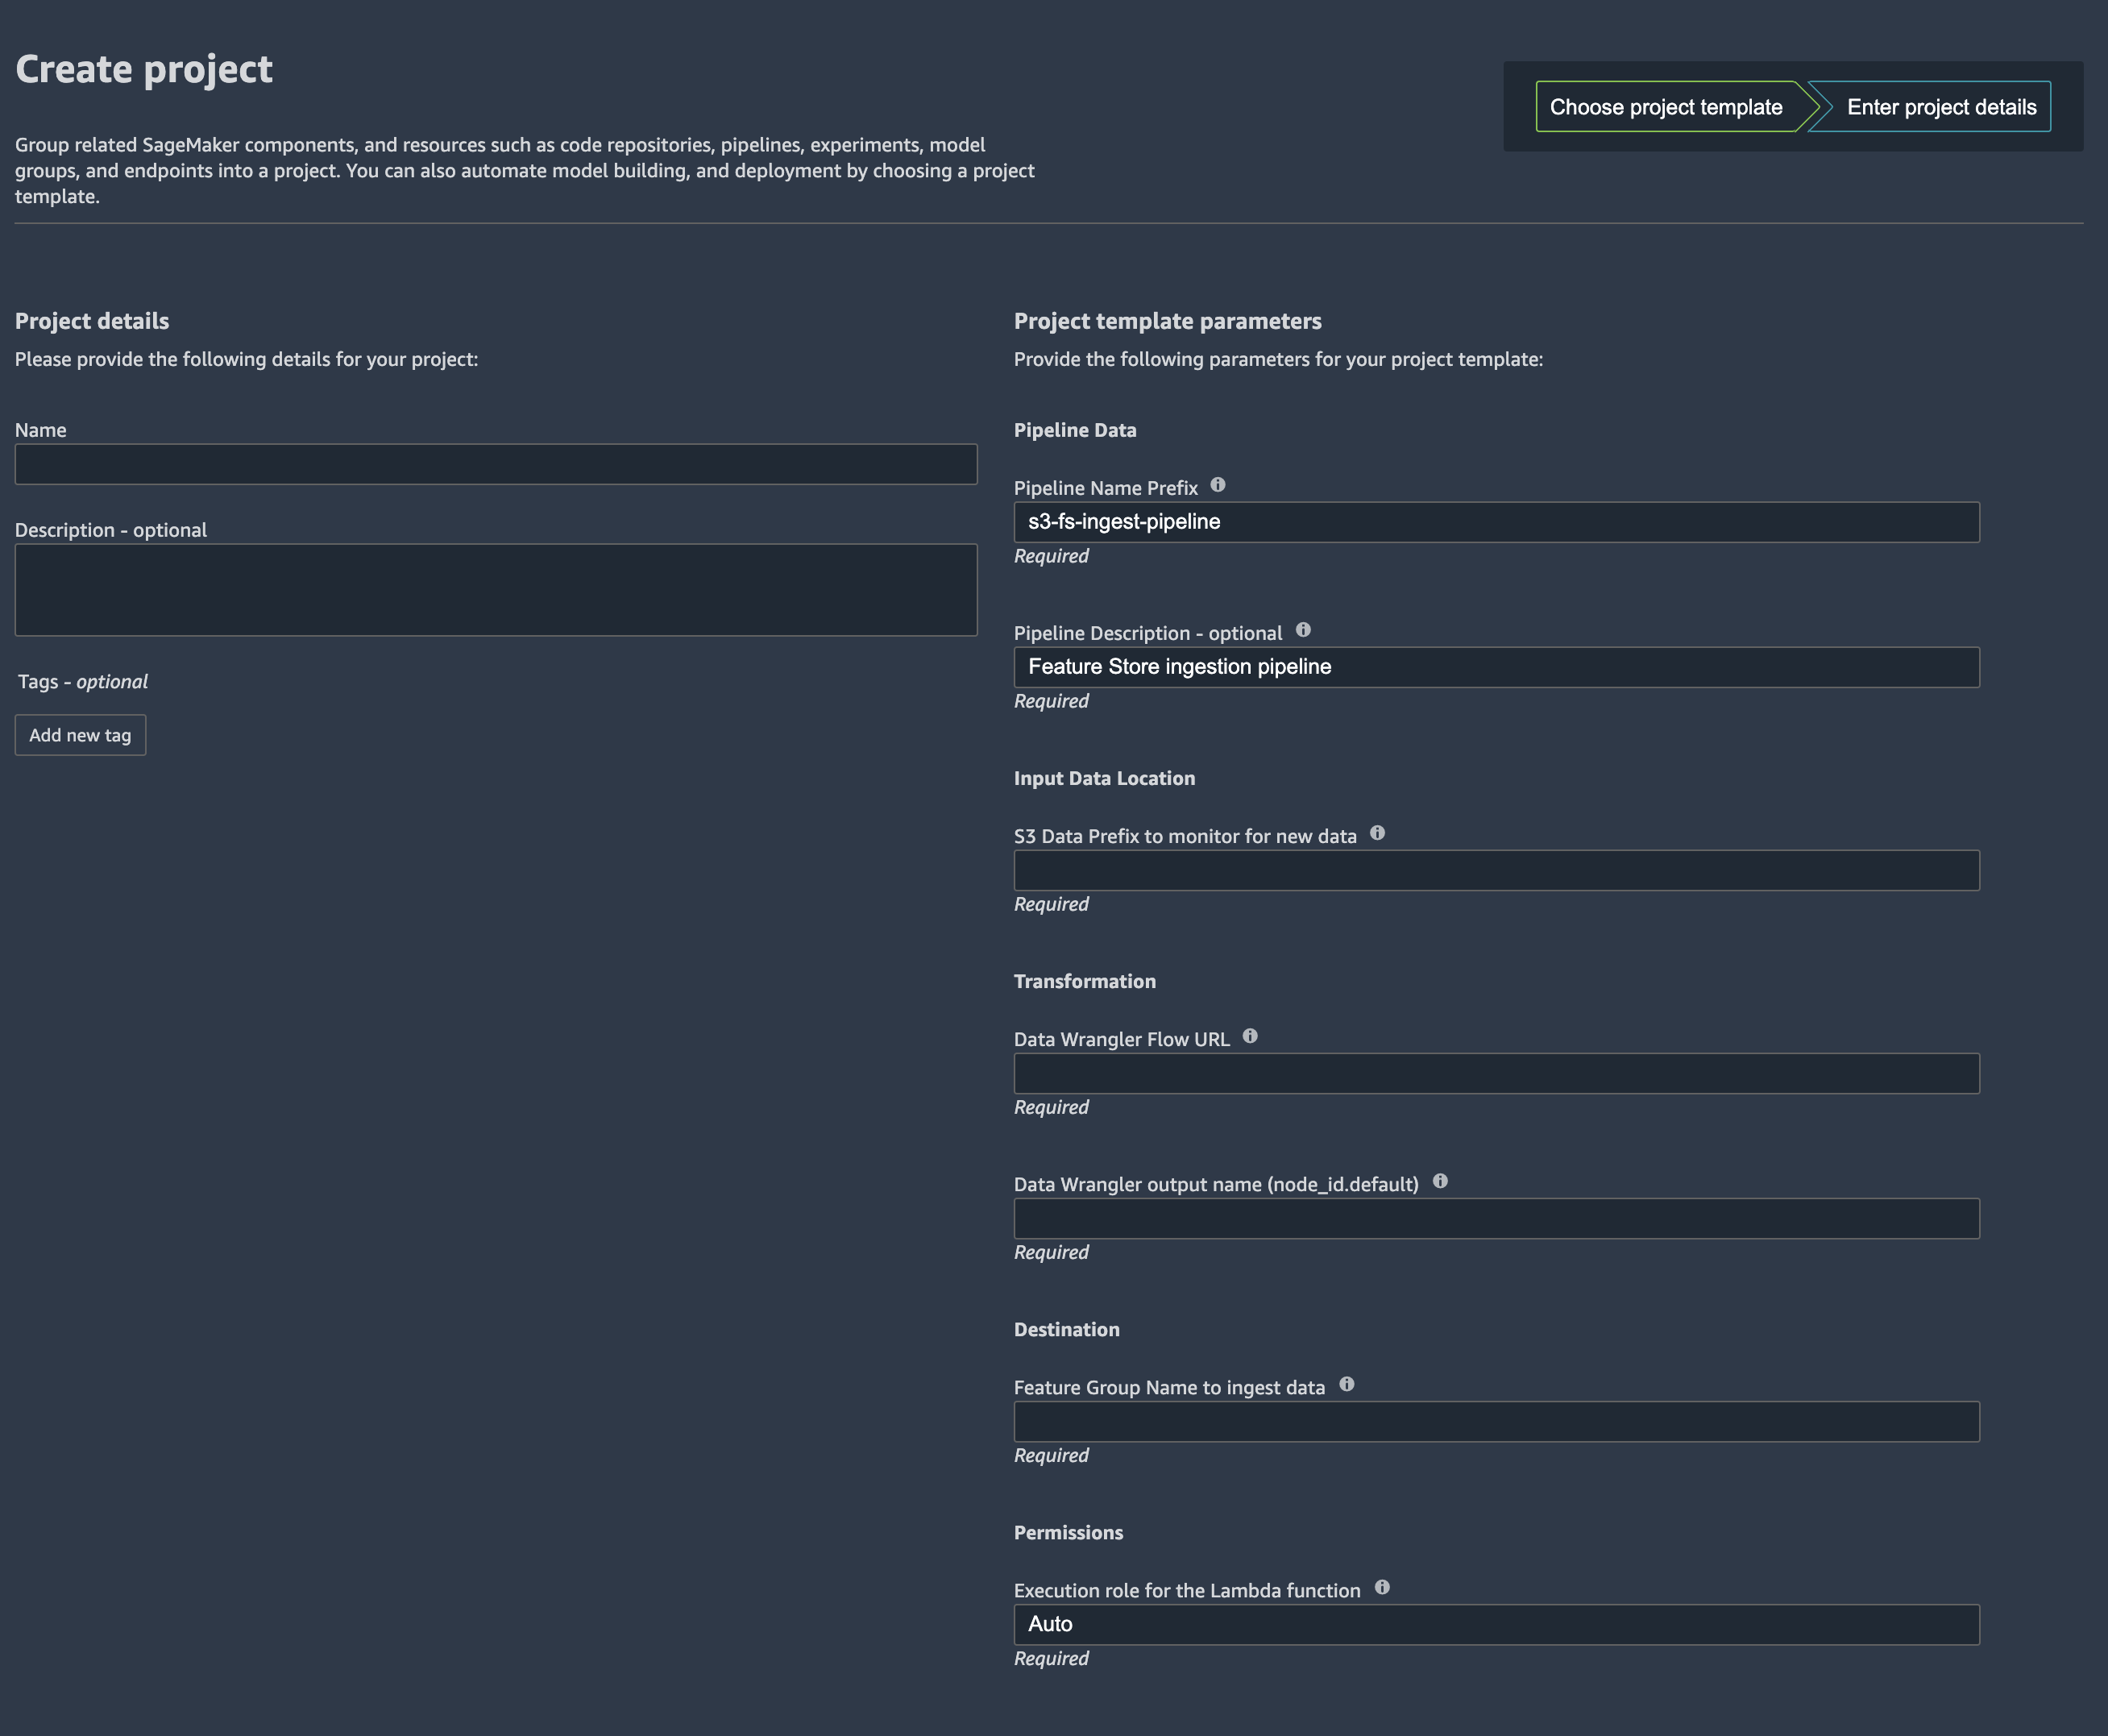 Create project
Choose project template
Enter project details
Group related SageMaker components, and resources such as code repositories, pipelines, experiments, model
groups, and endpoints into a project. You can also automate model building, and deployment by choosing a project
template.
Project details
Please provide the following details for your project:
Name
Description - optional
Tags - optional
Add new tag
Project template parameters
Provide the following parameters for your project template:
Pipeline Data
Pipeline Name Prefix
s3-fs-ingest-pipeline
Required
Pipeline Description - optional
Feature Store ingestion pipeline
Required
Input Data Location
S3 Data Prefix to monitor for new data
Required
Transformation
Data Wrangler Flow URL
Required
Data Wrangler output name (node_id.default)
Required
Destination
Feature Group Name to ingest data
Required
Permissions
Execution role for the Lambda function
Auto
Required